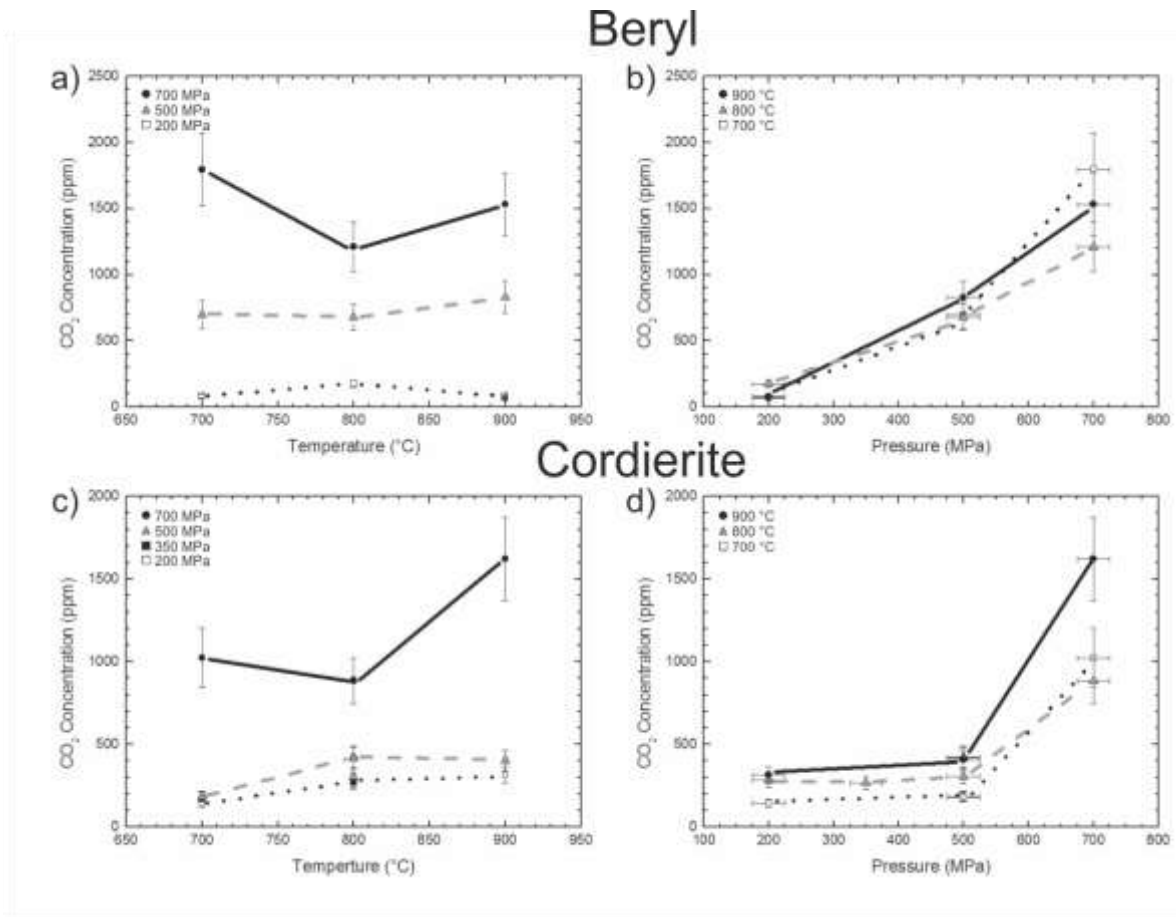 Beryl
a)
2500
2000
1500
1000
500
0
CO₂ Concentration (ppm)
700 MPa
500 MPa
200 MPa
650 700 750 800 850 900 950
Temperature (°C)
b)
2500
2000
1500
1000
500
0
CO₂ Concentration (ppm)
900 °C
800 °C
700 °C
100 200 300 400 500 600 700 800
Pressure (MPa)
Cordierite
c)
2000
1500
1000
500
0
CO₂ Concentration (ppm)
700 MPa
500 MPa
350 MPa
200 MPa
650 700 750 800 850 900 950
Temperture (°C)
d)
2000
1500
1000
500
0
CO₂ Concentration (ppm)
900 °C
800 °C
700 °C
100 200 300 400 500 600 700 800
Pressure (MPa)